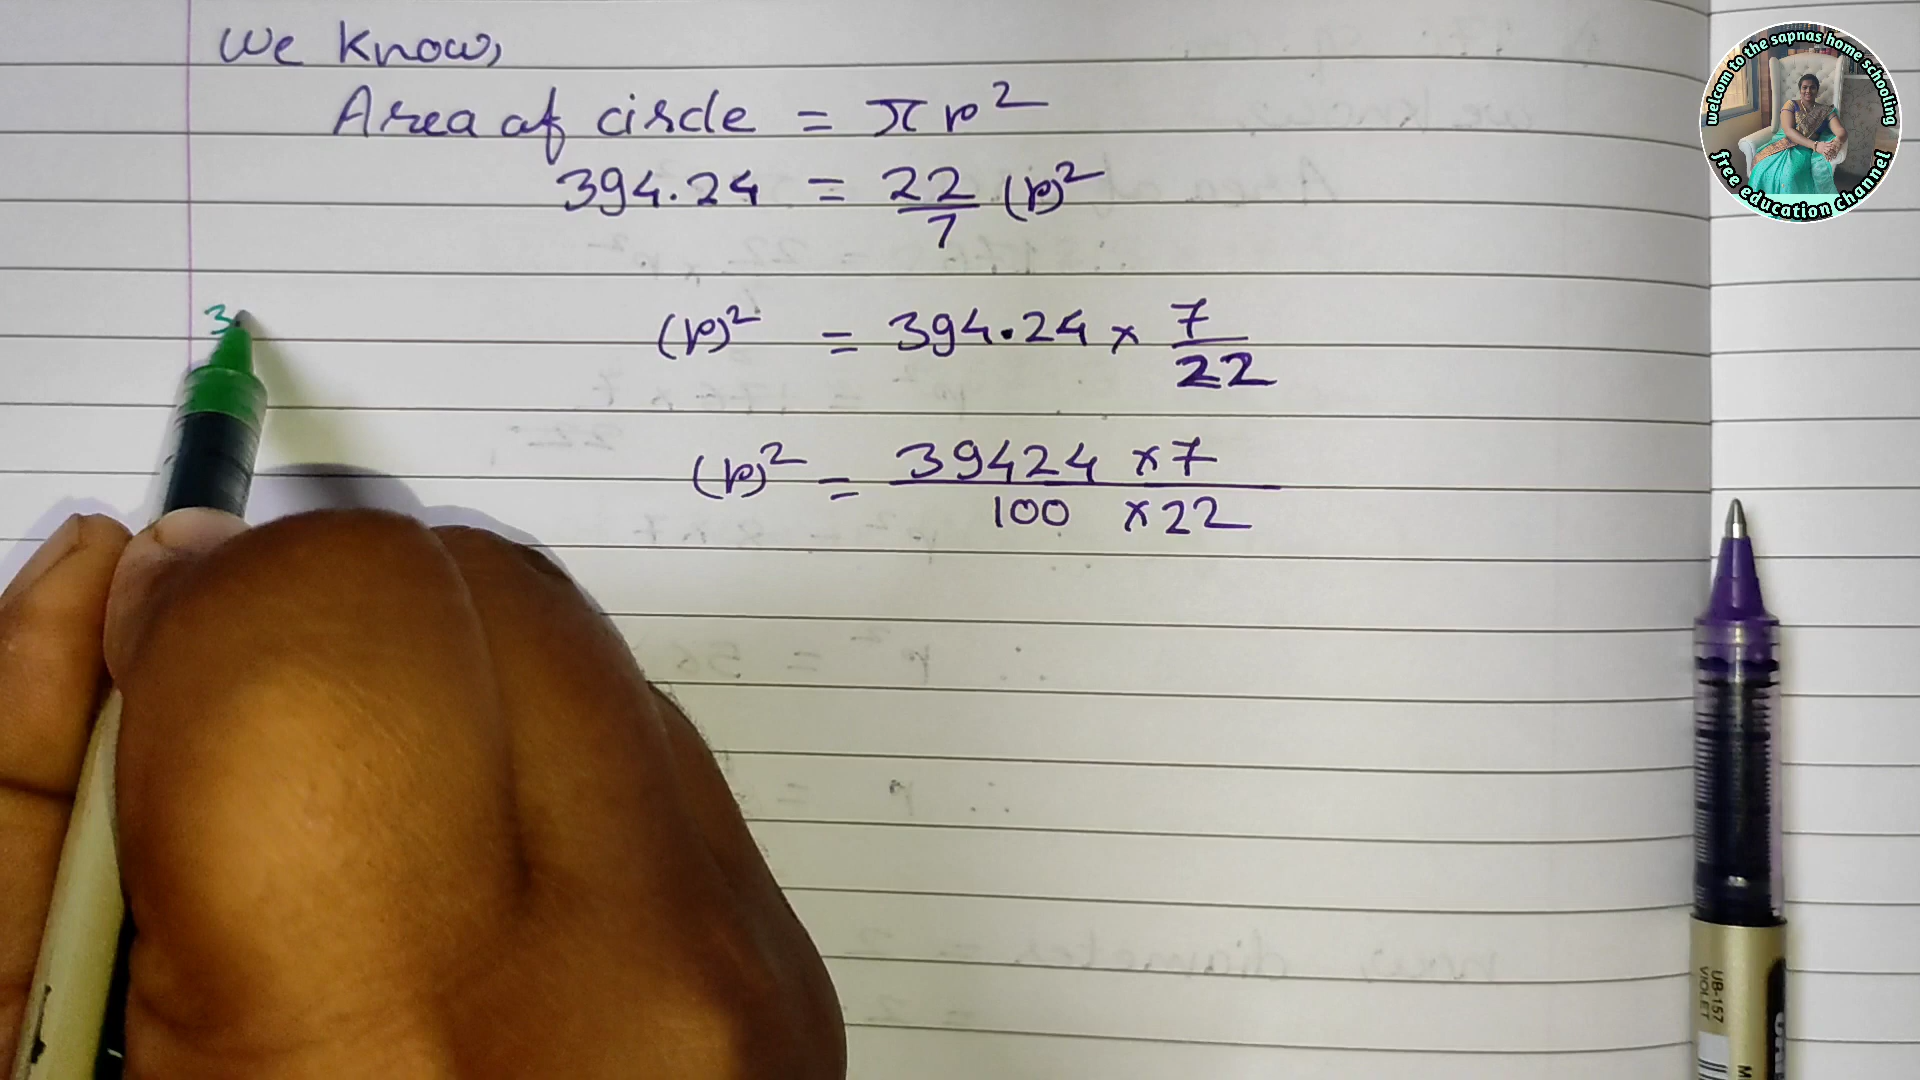 We know,
Area of circle = πr²
394.24 = 22/7 (r)²
(r)² = 394.24 × 7/22
(r)² = 39424 × 7 / 100 × 22
3
welcom to the sapnas home schooling
free education channel
UB-157
VIOLET